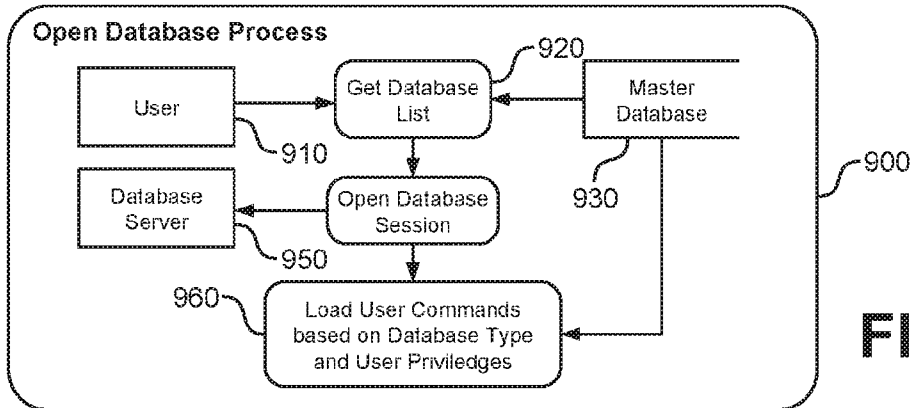 Open Database Process
920
User
Get Database
List
Master
Database
910
930
900
Database
Server
Open Database
Session
950
960
Load User Commands
based on Database Type
and User Priviledges
FI